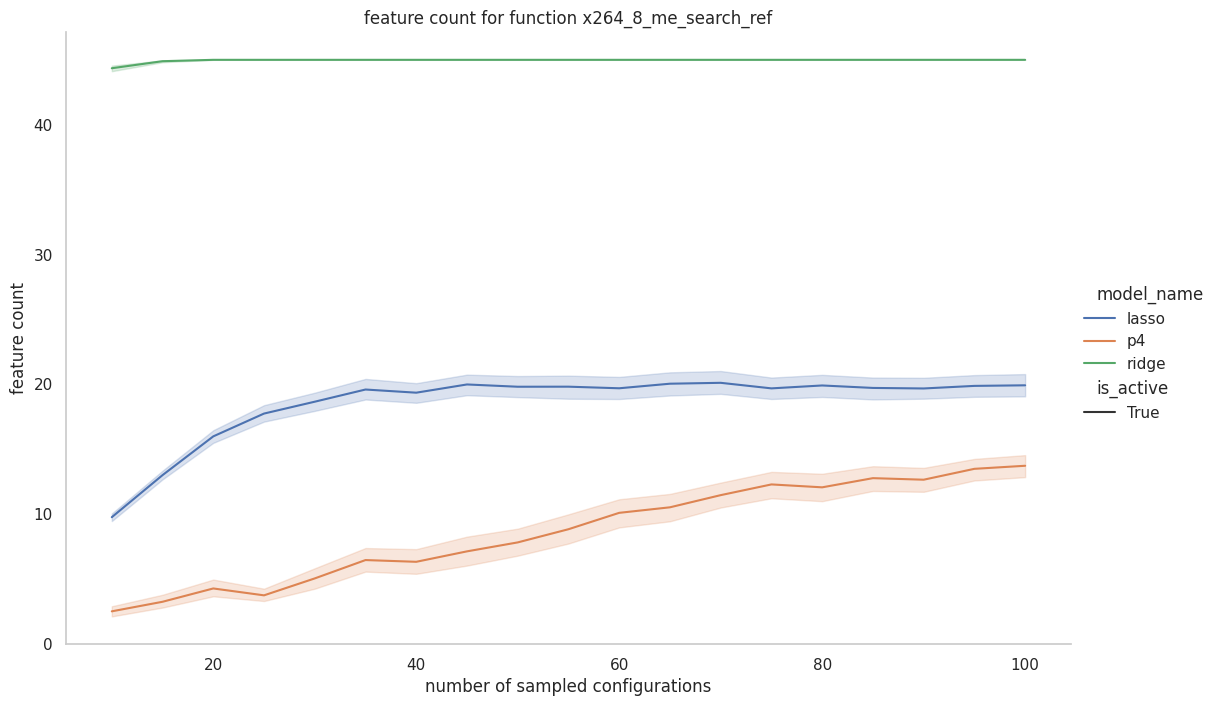 feature count for function x264_8_me_search_ref
feature count
40
30
20
10
0
20
40
60
80
100
number of sampled configurations
model_name
lasso
p4
ridge
is_active
True